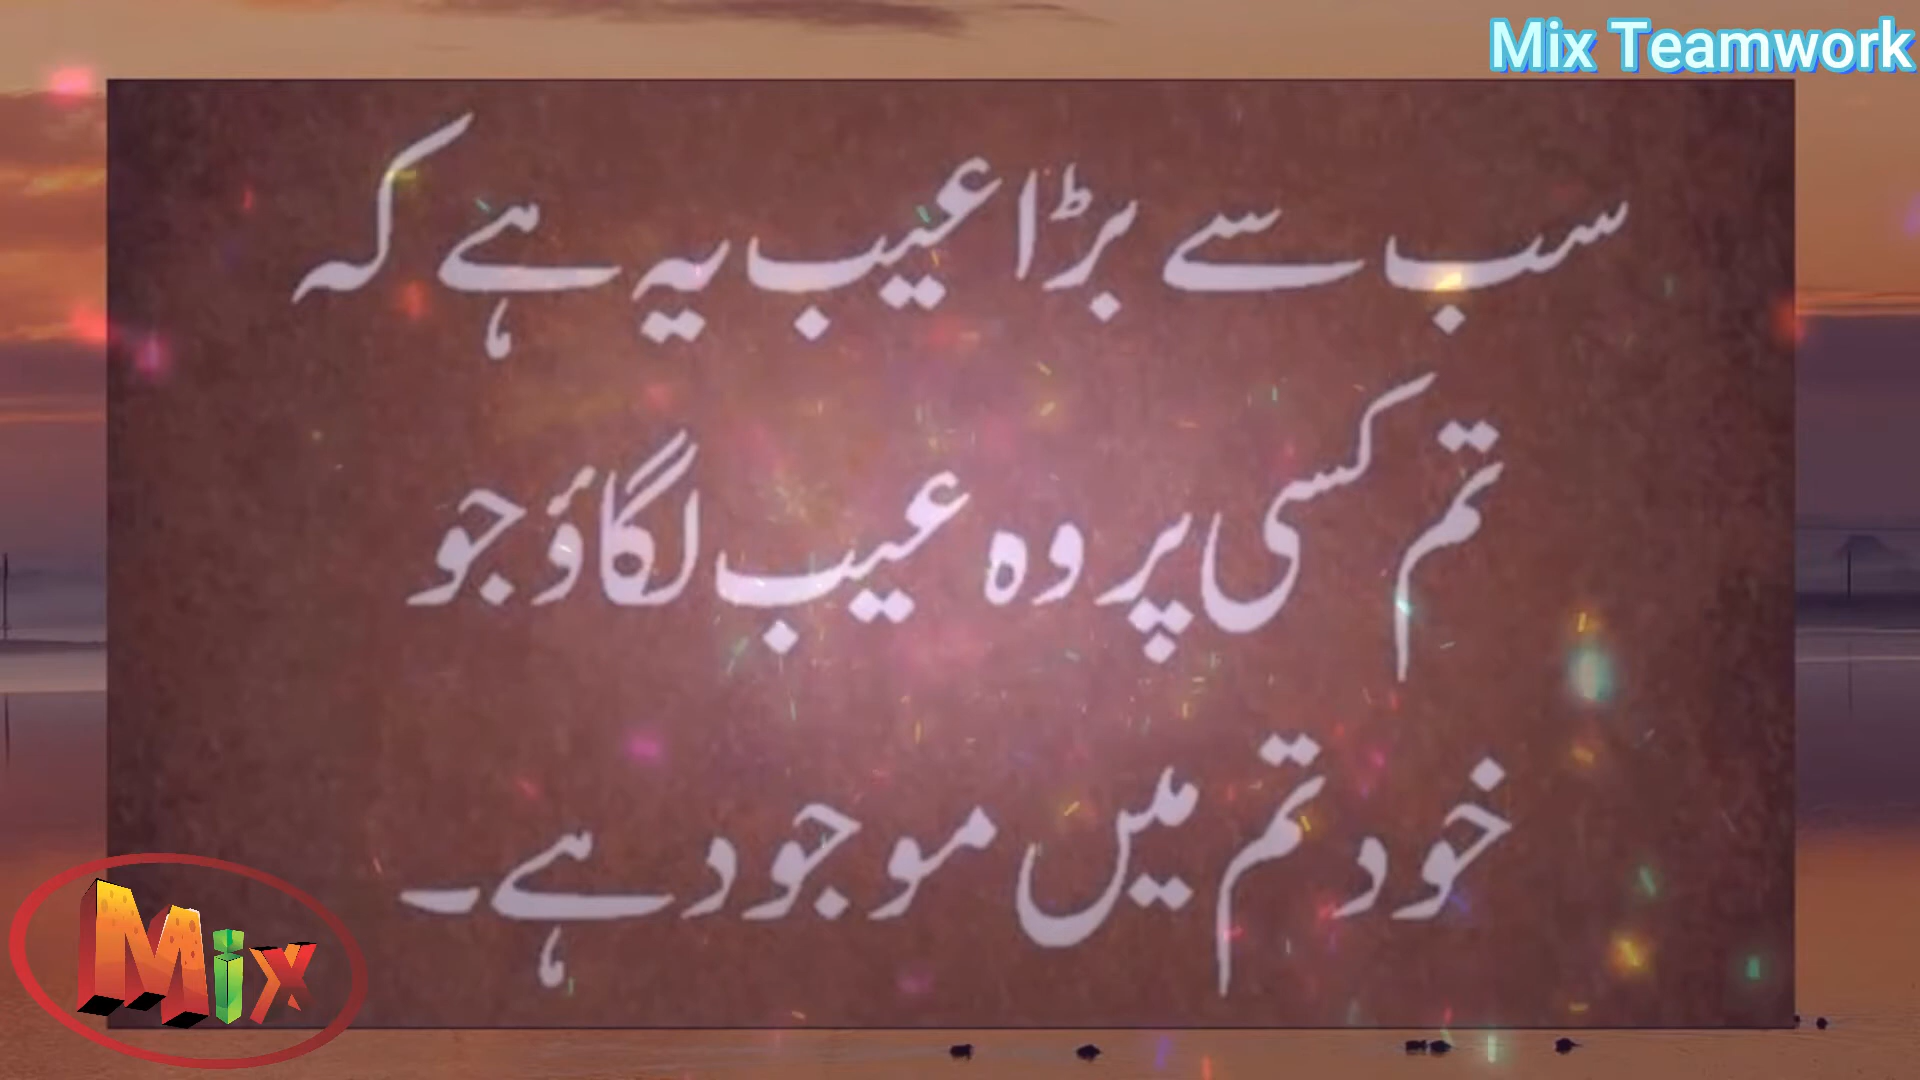 Mix Teamwork
سب سے بڑا عیب یہ ہے کہ
تم کسی پر وہ عیب لگاؤ جو
خود تم میں موجود ہے۔
Mix